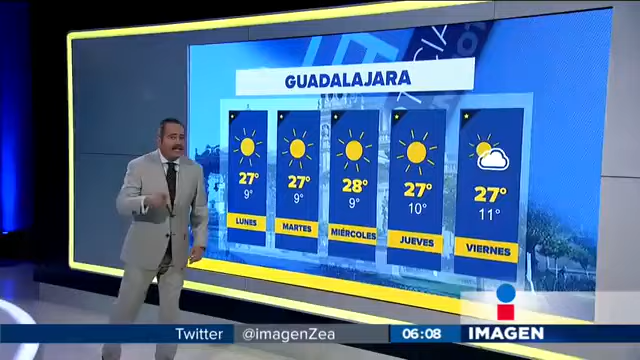 GUADALAJARA
27° 27° 28° 27° 27°
9° 9° 9° 10° 11°
LUNES MARTES MIÉRCOLES JUEVES VIERNES
Twitter @imagenZea 06:08 IMAGEN